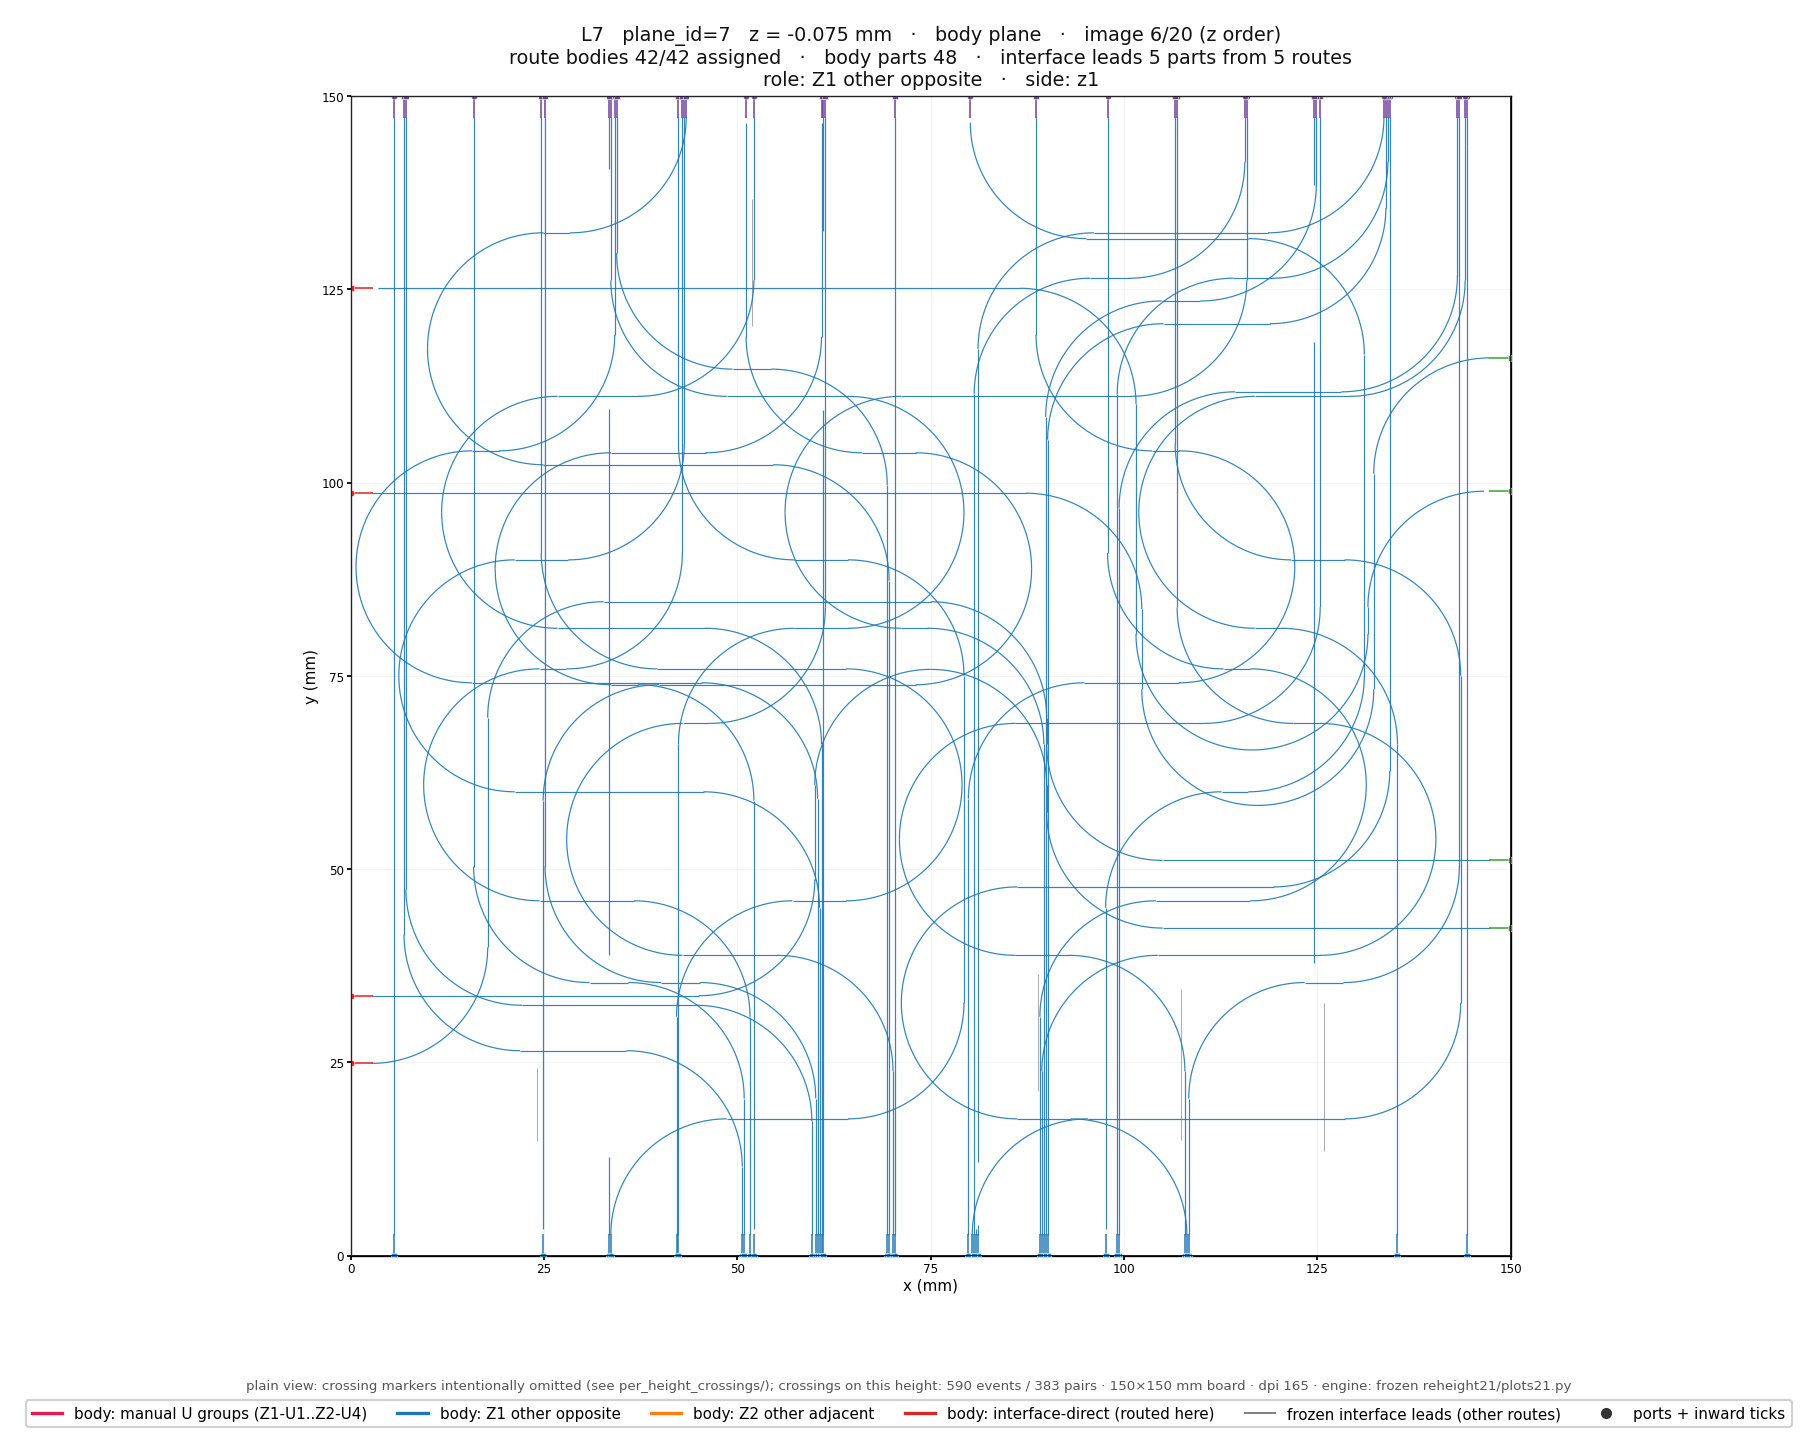 L7   plane_id=7   z = -0.075 mm   ·   body plane   ·   image 6/20 (z order)
route bodies 42/42 assigned   ·   body parts 48   ·   interface leads 5 parts from 5 routes
role: Z1 other opposite   ·   side: z1
150
125
100
75
50
25
0
y (mm)
0 25 50 75 100 125 150
x (mm)
plain view: crossing markers intentionally omitted (see per_height_crossings/); crossings on this height: 590 events / 383 pairs · 150×150 mm board · dpi 165 · engine: frozen reheight21/plots21.py
body: manual U groups (Z1-U1..Z2-U4) body: Z1 other opposite body: Z2 other adjacent body: interface-direct (routed here) frozen interface leads (other routes) ports + inward ticks